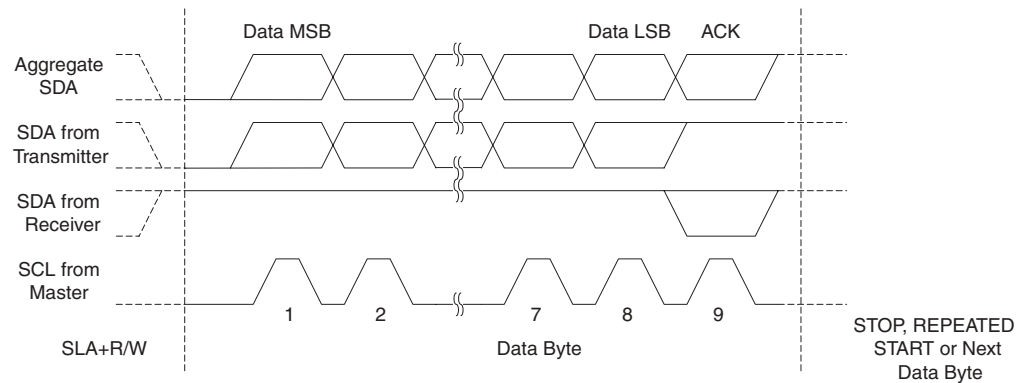 Data MSB
Data LSB
ACK
Aggregate
SDA
SDA from
Transmitter
SDA from
Receiver
SCL from
Master
1
2
7
8
9
SLA+R/W
Data Byte
STOP, REPEATED
START or Next
Data Byte